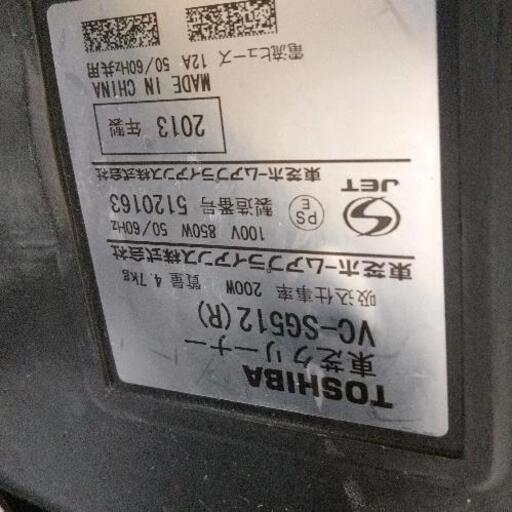 TOSHIBA
東芝クリーナー
VC-SG512(R)
吸込仕事率 200W 質量 4.7kg
東芝ホームアプライアンス株式会社
100V 850W 50/60Hz
製造番号 5120163
JET
PS
E
東芝ホームアプライアンス株式会社
2013 年製
MADE IN CHINA
電流ヒューズ 12A 50/60Hz共用